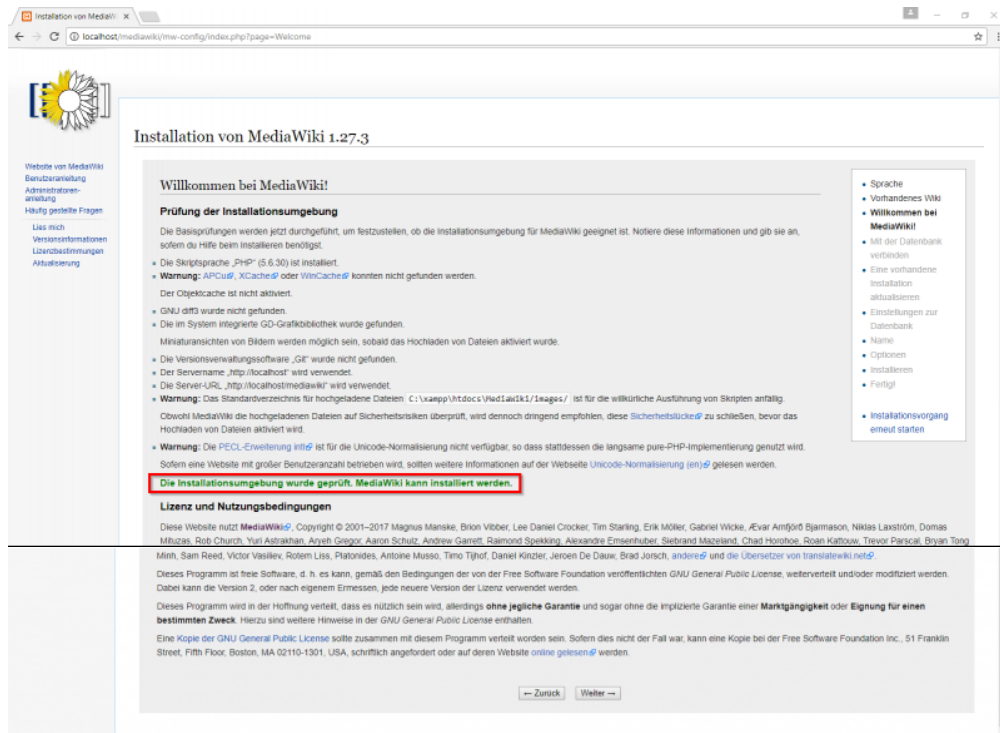 Installation von MediaWi
localhost/mediawiki/mw-config/index.php?page=Welcome
Installation von MediaWiki 1.27.3
Website von MediaWiki
Benutzeranleitung
Administratoren-
anleitung
Häufig gestellte Fragen
Lies mich
Versionsinformationen
Lizenzbestimmungen
Aktualisierung
Willkommen bei MediaWiki!
Prüfung der Installationsumgebung
Die Basisprüfungen werden jetzt durchgeführt, um festzustellen, ob die Installationsumgebung für MediaWiki geeignet ist. Notiere diese Informationen und gib sie an,
sofern du Hilfe beim Installieren benötigst.
Die Skriptsprache „PHP“ (5.6.30) ist installiert.
Warnung: APCu, XCache oder WinCache konnten nicht gefunden werden.
Der Objektcache ist nicht aktiviert.
GNU diff3 wurde nicht gefunden.
Die im System integrierte GD-Grafikbibliothek wurde gefunden.
Miniaturansichten von Bildern werden möglich sein, sobald das Hochladen von Dateien aktiviert wurde.
Die Versionsverwaltungssoftware „Git“ wurde nicht gefunden.
Der Servername „http://localhost“ wird verwendet.
Die Server-URL „http://localhost/mediawiki“ wird verwendet.
Warnung: Das Standardverzeichnis für hochgeladene Dateien C:\xampp\htdocs\MediaWiki/images/ ist für die willkürliche Ausführung von Skripten anfällig.
Obwohl MediaWiki die hochgeladenen Dateien auf Sicherheitsrisiken überprüft, wird dennoch dringend empfohlen, diese Sicherheitslücke zu schließen, bevor das
Hochladen von Dateien aktiviert wird.
Warnung: Die PECL-Erweiterung intl ist für die Unicode-Normalisierung nicht verfügbar, so dass stattdessen die langsame pure-PHP-Implementierung genutzt wird.
Sofern eine Website mit großer Benutzeranzahl betrieben wird, sollten weitere Informationen auf der Webseite Unicode-Normalisierung (en) gelesen werden.
Die Installationsumgebung wurde geprüft. MediaWiki kann installiert werden.
Lizenz und Nutzungsbedingungen
Diese Website nutzt MediaWiki, Copyright © 2001–2017 Magnus Manske, Brion Vibber, Lee Daniel Crocker, Tim Starling, Erik Möller, Gabriel Wicke, Ævar Arnfjörð Bjarmason, Niklas Laxström, Domas
Mituzas, Rob Church, Yuri Astrakhan, Aryeh Gregor, Aaron Schulz, Andrew Garrett, Raimond Spekking, Alexandre Emsenhuber, Siebrand Mazeland, Chad Horohoe, Roan Kattouw, Trevor Parscal, Bryan Tong
Minh, Sam Reed, Victor Vasiliev, Rotem Liss, Platonides, Antoine Musso, Timo Tijhof, Daniel Kinzler, Jeroen De Dauw, Brad Jorsch, andere und die Übersetzer von translatewiki.net.
Dieses Programm ist freie Software, d. h. es kann, gemäß den Bedingungen der von der Free Software Foundation veröffentlichten GNU General Public License, weiterverteilt und/oder modifiziert werden.
Dabei kann die Version 2, oder nach eigenem Ermessen, jede neuere Version der Lizenz verwendet werden.
Dieses Programm wird in der Hoffnung verteilt, dass es nützlich sein wird, allerdings ohne jegliche Garantie und sogar ohne die implizierte Garantie einer Marktgängigkeit oder Eignung für einen
bestimmten Zweck. Hierzu sind weitere Hinweise in der GNU General Public License enthalten.
Eine Kopie der GNU General Public License sollte zusammen mit diesem Programm verteilt worden sein. Sofern dies nicht der Fall war, kann eine Kopie bei der Free Software Foundation Inc., 51 Franklin
Street, Fifth Floor, Boston, MA 02110-1301, USA, schriftlich angefordert oder auf deren Website online gelesen werden.
← Zurück Weiter →
Sprache
Vorhandenes Wiki
Willkommen bei
MediaWiki!
Mit der Datenbank
verbinden
Eine vorhandene
Installation
aktualisieren
Einstellungen zur
Datenbank
Name
Optionen
Installieren
Fertig!
Installationsvorgang
erneut starten